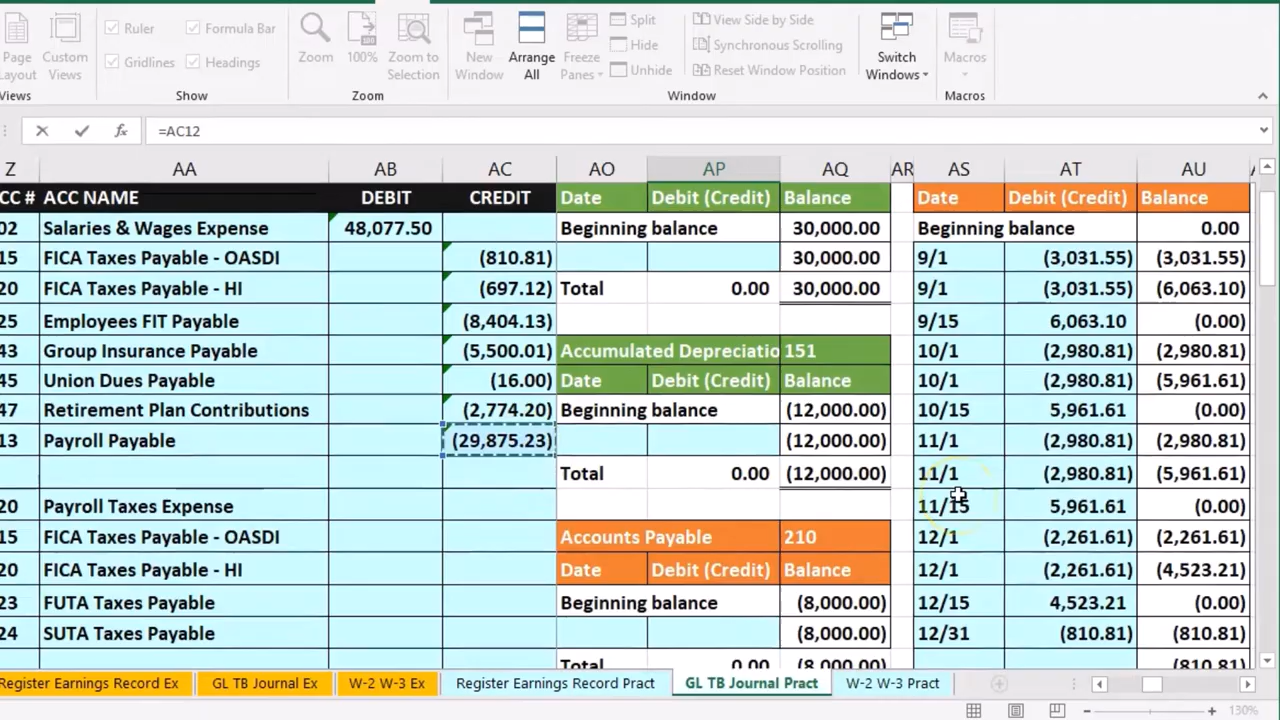 Page Layout
Custom Views
Ruler
Formula Bar
Gridlines
Headings
Zoom
100%
Zoom to Selection
New Window
Arrange All
Freeze Panes
Split
Hide
Unhide
View Side by Side
Synchronous Scrolling
Reset Window Position
Switch Windows
Macros
Views
Show
Zoom
Window
Macros
=AC12
Z AA AB AC AO AP AQ AR AS AT AU
CC # ACC NAME DEBIT CREDIT Date Debit (Credit) Balance Date Debit (Credit) Balance
02 Salaries & Wages Expense 48,077.50 Beginning balance 30,000.00 Beginning balance 0.00
15 FICA Taxes Payable - OASDI (810.81) 30,000.00 9/1 (3,031.55) (3,031.55)
20 FICA Taxes Payable - HI (697.12) Total 0.00 30,000.00 9/1 (3,031.55) (6,063.10)
25 Employees FIT Payable (8,404.13) 9/15 6,063.10 (0.00)
43 Group Insurance Payable (5,500.01) Accumulated Depreciatio 151 10/1 (2,980.81) (2,980.81)
45 Union Dues Payable (16.00) Date Debit (Credit) Balance 10/1 (2,980.81) (5,961.61)
47 Retirement Plan Contributions (2,774.20) Beginning balance (12,000.00) 10/15 5,961.61 (0.00)
13 Payroll Payable (29,875.23) (12,000.00) 11/1 (2,980.81) (2,980.81)
Total 0.00 (12,000.00) 11/1 (2,980.81) (5,961.61)
20 Payroll Taxes Expense 11/15 5,961.61 (0.00)
15 FICA Taxes Payable - OASDI Accounts Payable 210 12/1 (2,261.61) (2,261.61)
20 FICA Taxes Payable - HI Date Debit (Credit) Balance 12/1 (2,261.61) (4,523.21)
23 FUTA Taxes Payable Beginning balance (8,000.00) 12/15 4,523.21 (0.00)
24 SUTA Taxes Payable (8,000.00) 12/31 (810.81) (810.81)
Total 0.00 (8,000.00) (810.81)
Register Earnings Record Ex GL TB Journal Ex W-2 W-3 Ex Register Earnings Record Pract GL TB Journal Pract W-2 W-3 Pract
130%